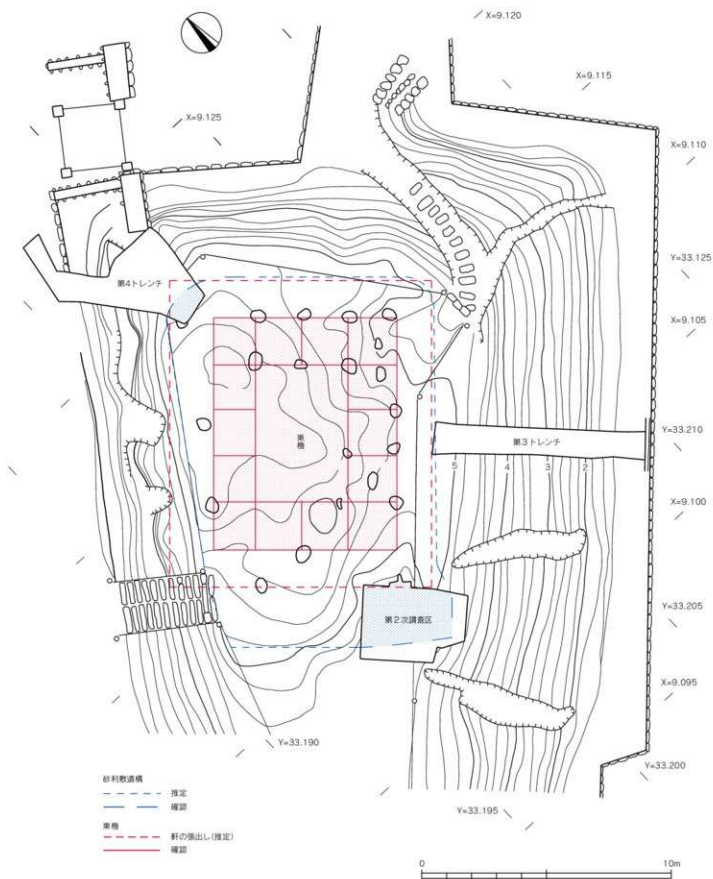 X=9.120
X=9.115
X=9.125
X=9.110
Y=33.125
第4トレンチ
X=9.105
東櫓
Y=33.210
第3トレンチ
5 4 3 2
X=9.100
Y=33.205
第2次調査区
X=9.095
Y=33.190
Y=33.200
Y=33.195
砂利敷遺構
推定
確認
東櫓
軒の張出し(推定)
確認
0 10m